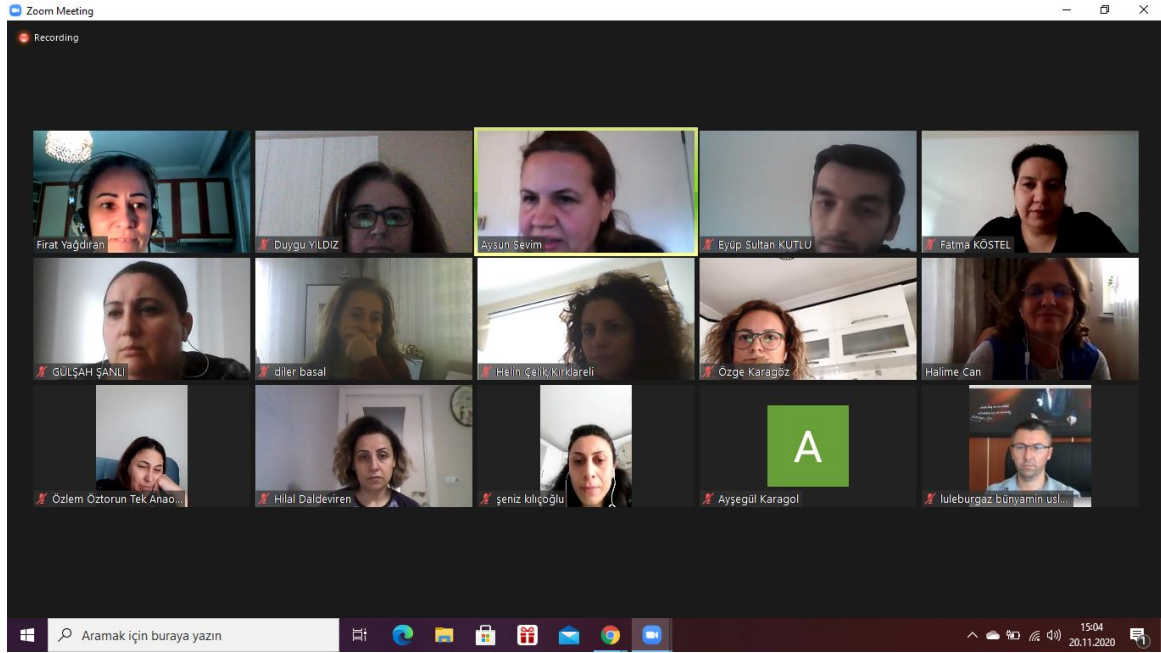 Zoom Meeting
Recording
Firat Yağdıran
Duygu YILDIZ
Aysun Sevim
Eyüp Sultan KUTLU
Fatma KÖSTEL
GÜLŞAH ŞANLI
diler basal
Helin Çelik/Kırklareli
Özge Karagöz
Halime Can
Özlem Öztorun Tek Anao...
Hilal Daldeviren
şeniz kılıçoğlu
A
Ayşegül Karagol
luleburgaz bünyamin usl...
Aramak için buraya yazın
15:04
20.11.2020
1